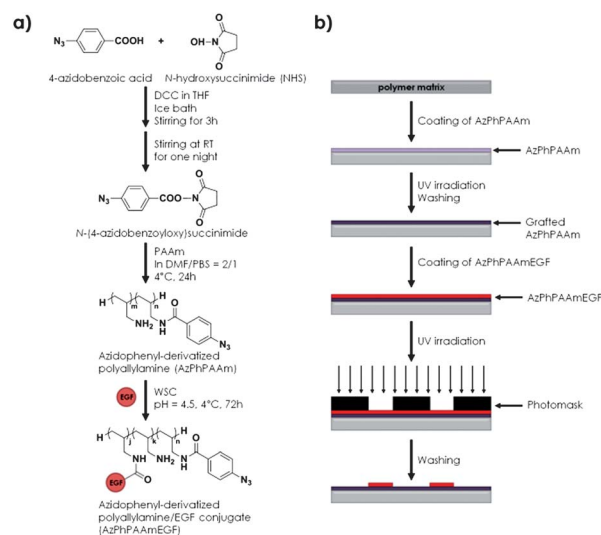 a)
N3
COOH
+
HO-N
O
O
4-azidobenzoic acid
N-hydroxysuccinimide (NHS)
DCC in THF
Ice bath
Stirring for 3h
Stirring at RT
for one night
N3
COO-N
O
O
N-(4-azidobenzoyloxy)succinimide
PAAm
In DMF/PBS = 2/1
4°C, 24h
H
m
n
H
NH2
N
H
O
N3
Azidophenyl-derivatized
polyallylamine (AzPhPAAm)
EGF
WSC
pH = 4.5, 4°C, 72h
H
j
k
n
H
NH
NH2
N
H
O
EGF
O
N3
Azidophenyl-derivatized
polyallylamine/EGF conjugate
(AzPhPAAmEGF)
b)
polymer matrix
Coating of AzPhPAAm
AzPhPAAm
UV irradiation
Washing
Grafted
AzPhPAAm
Coating of AzPhPAAmEGF
AzPhPAAmEGF
UV irradiation
Photomask
Washing